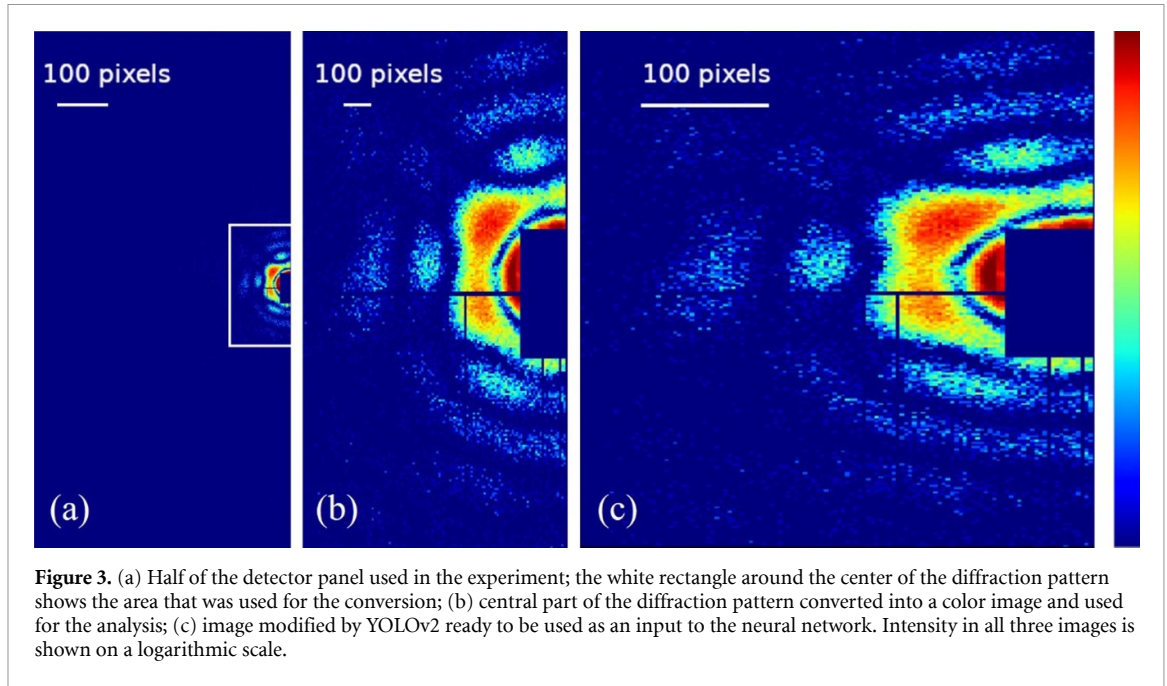 100 pixels
100 pixels
100 pixels
(a)
(b)
(c)
Figure 3. (a) Half of the detector panel used in the experiment; the white rectangle around the center of the diffraction pattern
shows the area that was used for the conversion; (b) central part of the diffraction pattern converted into a color image and used
for the analysis; (c) image modified by YOLOv2 ready to be used as an input to the neural network. Intensity in all three images is
shown on a logarithmic scale.